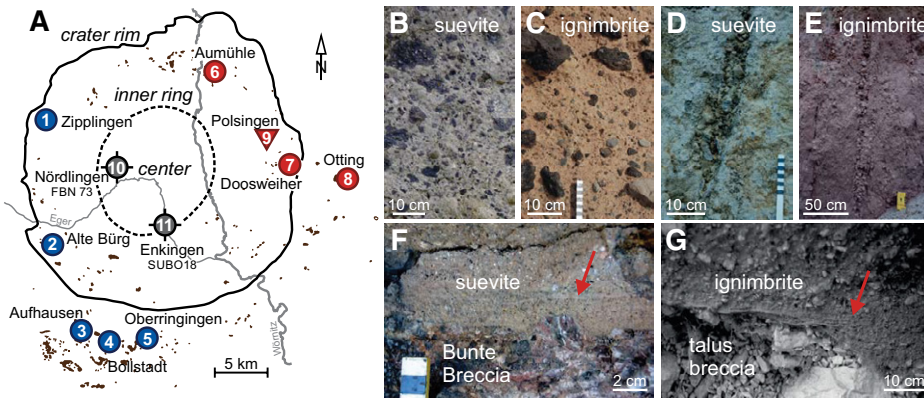 A
crater rim
N
Aumühle
6
inner ring
1
Zipplingen
Polsingen
9
Otting
10
center
7
8
Nördlingen
FBN 73
Doosweiher
Eger
11
2
Alte Bürg
Enkingen
SUBO18
Aufhausen
Oberringingen
3
4
5
Bollstadt
Wörnitz
5 km
B
suevite
10 cm
C
ignimbrite
10 cm
D
suevite
10 cm
E
ignimbrite
50 cm
F
suevite
Bunte
Breccia
2 cm
G
ignimbrite
talus
breccia
10 cm